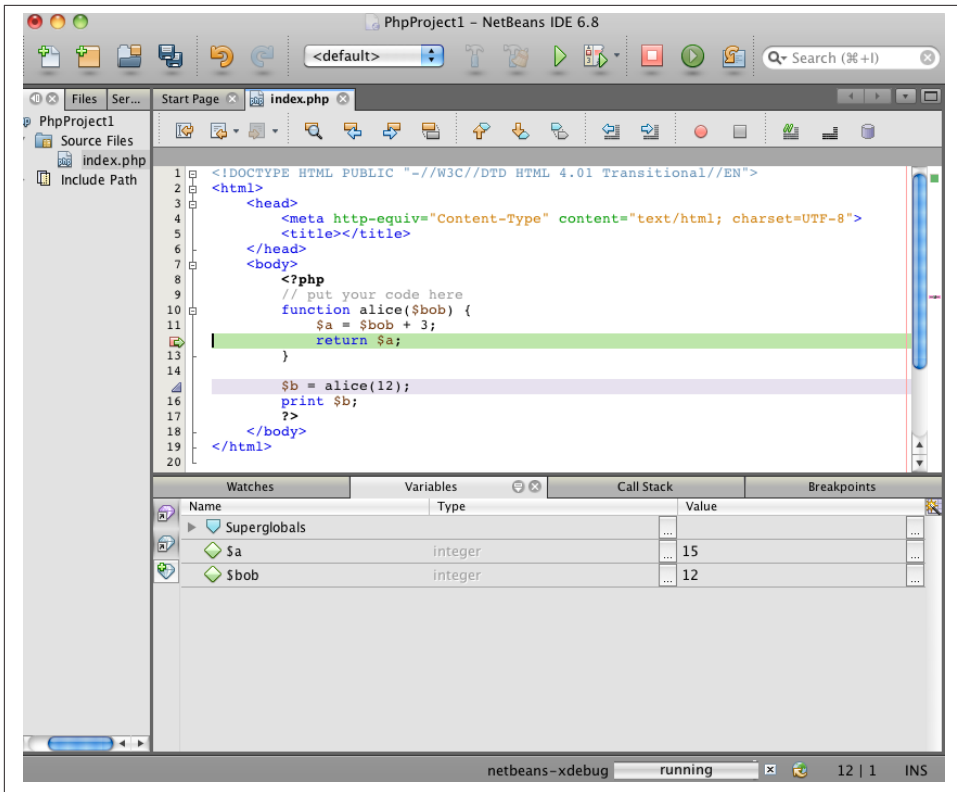 PhpProject1 – NetBeans IDE 6.8
<default>
Search (⌘+I)
Files Ser...
Start Page index.php
PhpProject1
Source Files
index.php
Include Path
1 <!DOCTYPE HTML PUBLIC "-//W3C//DTD HTML 4.01 Transitional//EN">
2 <html>
3 <head>
4 <meta http-equiv="Content-Type" content="text/html; charset=UTF-8">
5 <title></title>
6 </head>
7 <body>
8 <?php
9 // put your code here
10 function alice($bob) {
11 $a = $bob + 3;
return $a;
13 }
14
$b = alice(12);
16 print $b;
17 ?>
18 </body>
19 </html>
20
Watches Variables Call Stack Breakpoints
Name Type Value
Superglobals ... ...
$a integer ... 15 ...
$bob integer ... 12 ...
netbeans-xdebug running 12 | 1 INS